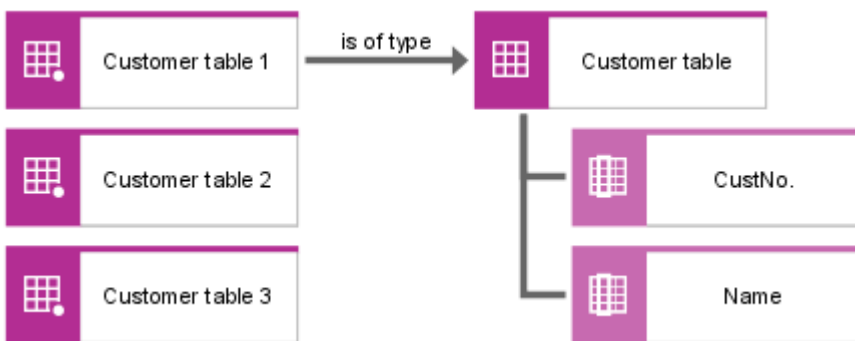 Customer table 1
is of type
Customer table
Customer table 2
CustNo.
Customer table 3
Name